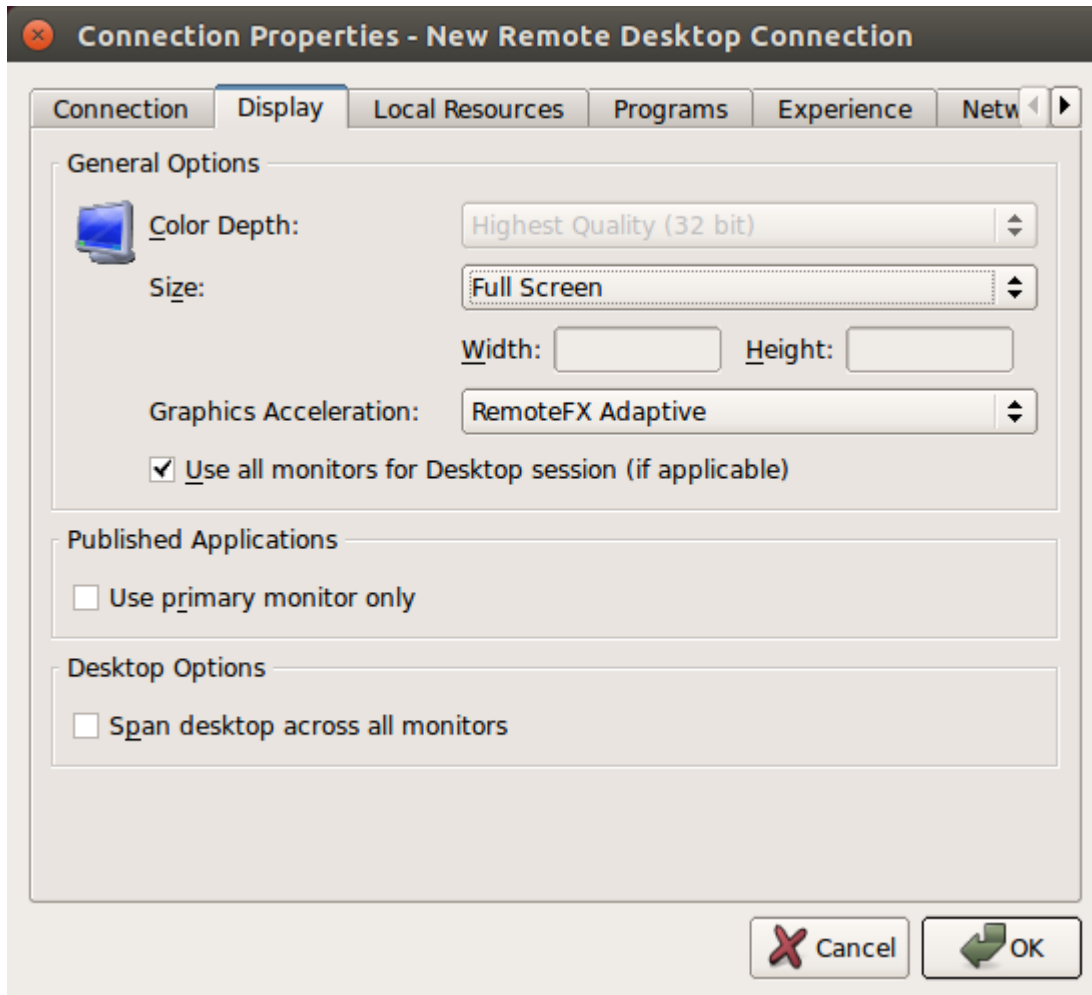 Connection Properties - New Remote Desktop Connection
Connection Display Local Resources Programs Experience Netw
General Options
Color Depth: Highest Quality (32 bit)
Size: Full Screen
Width: Height:
Graphics Acceleration: RemoteFX Adaptive
Use all monitors for Desktop session (if applicable)
Published Applications
Use primary monitor only
Desktop Options
Span desktop across all monitors
Cancel OK